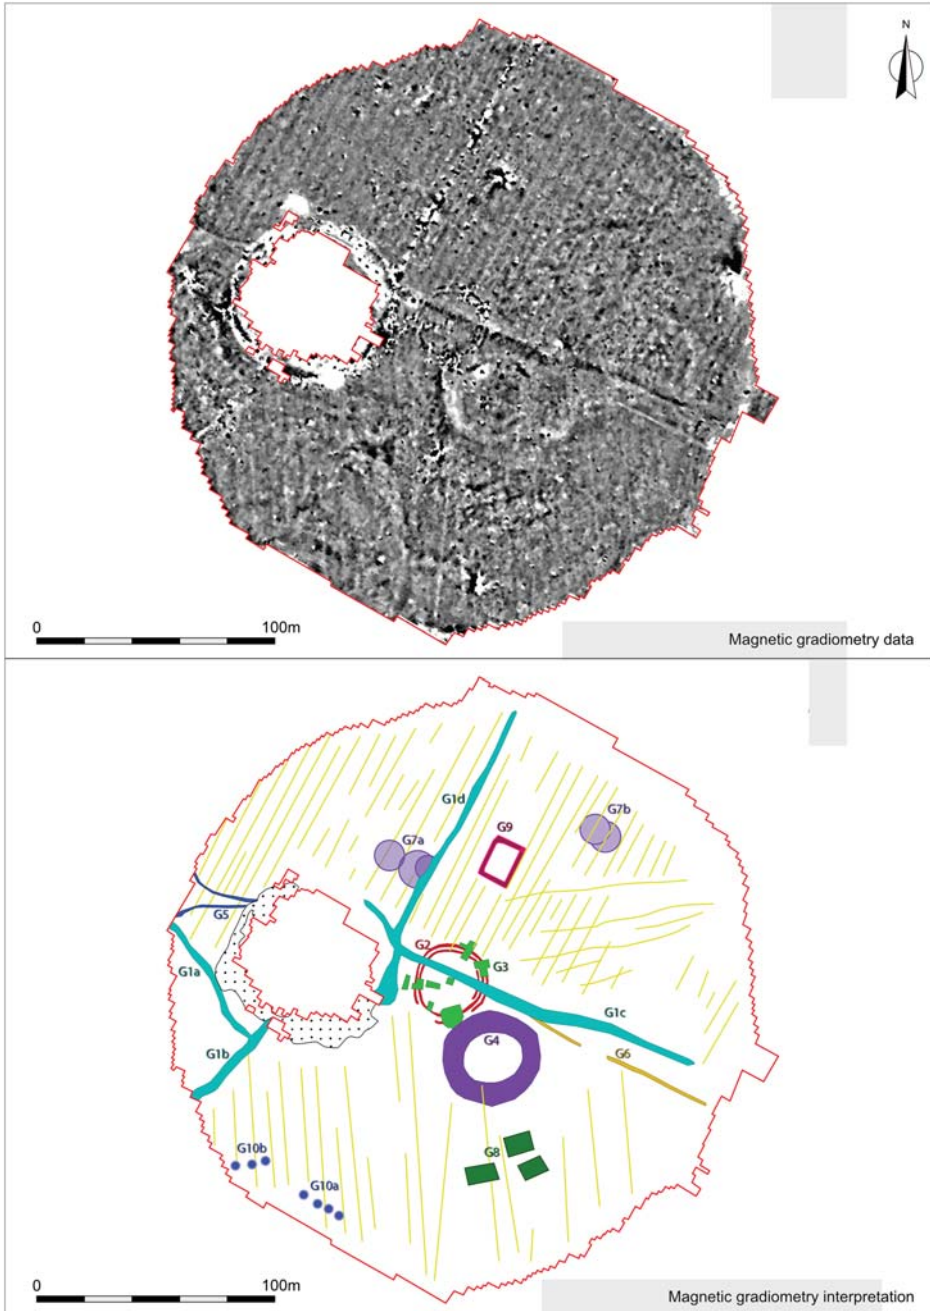 N
0 100m
Magnetic gradiometry data
G1d
G7b
G9
G7a
G5
G2
G3
G1a
G1c
G4
G6
G1b
G8
G10b
G10a
0 100m
Magnetic gradiometry interpretation